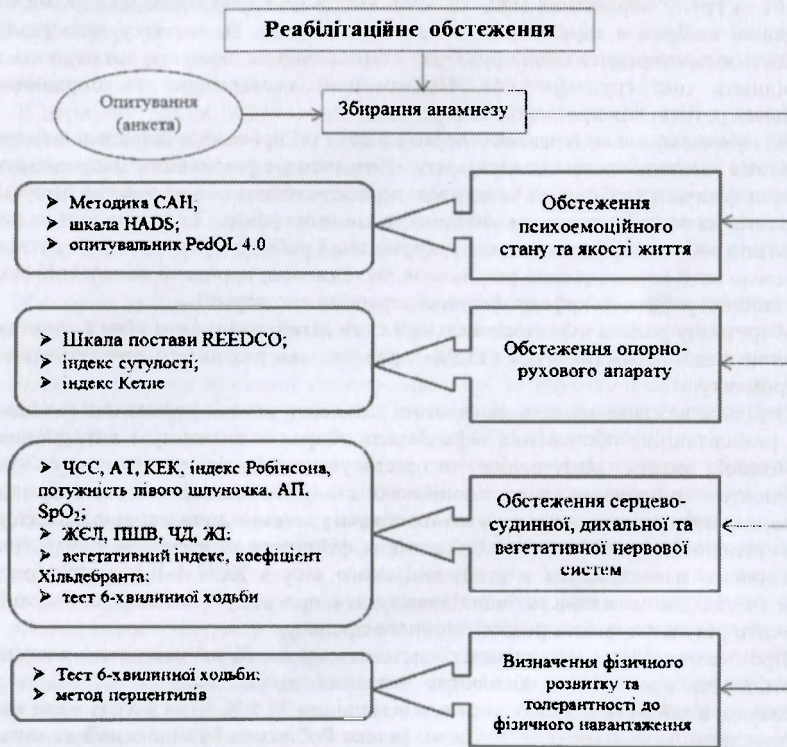 Реабілітаційне обстеження
Опитування
(анкета)
Збирання анамнезу
➤ Методика САН,
➤ шкала HADS;
➤ опитувальник PedQL 4.0
Обстеження
психоемоційного
стану та якості життя
➤ Шкала постави REEDCO;
➤ індекс сутулості;
➤ індекс Кетле
Обстеження опорно-
рухового апарату
➤ ЧСС, АТ, КЕК, індекс Робінсона,
потужність лівого шлуночка, АП.
SpO₂;
➤ ЖЄЛ, ПШВ, ЧД, ЖІ.
➤ вегетативний індекс, коефіцієнт
Хільдебранта:
➤ тест 6-хвилинної ходьби
Обстеження серцево-
судинної, дихальної та
вегетативної нервової
систем
➤ Тест 6-хвилинної ходьби:
➤ метод перцентилів
Визначення фізичного
розвитку та
толерантності до
фізичного навантаження